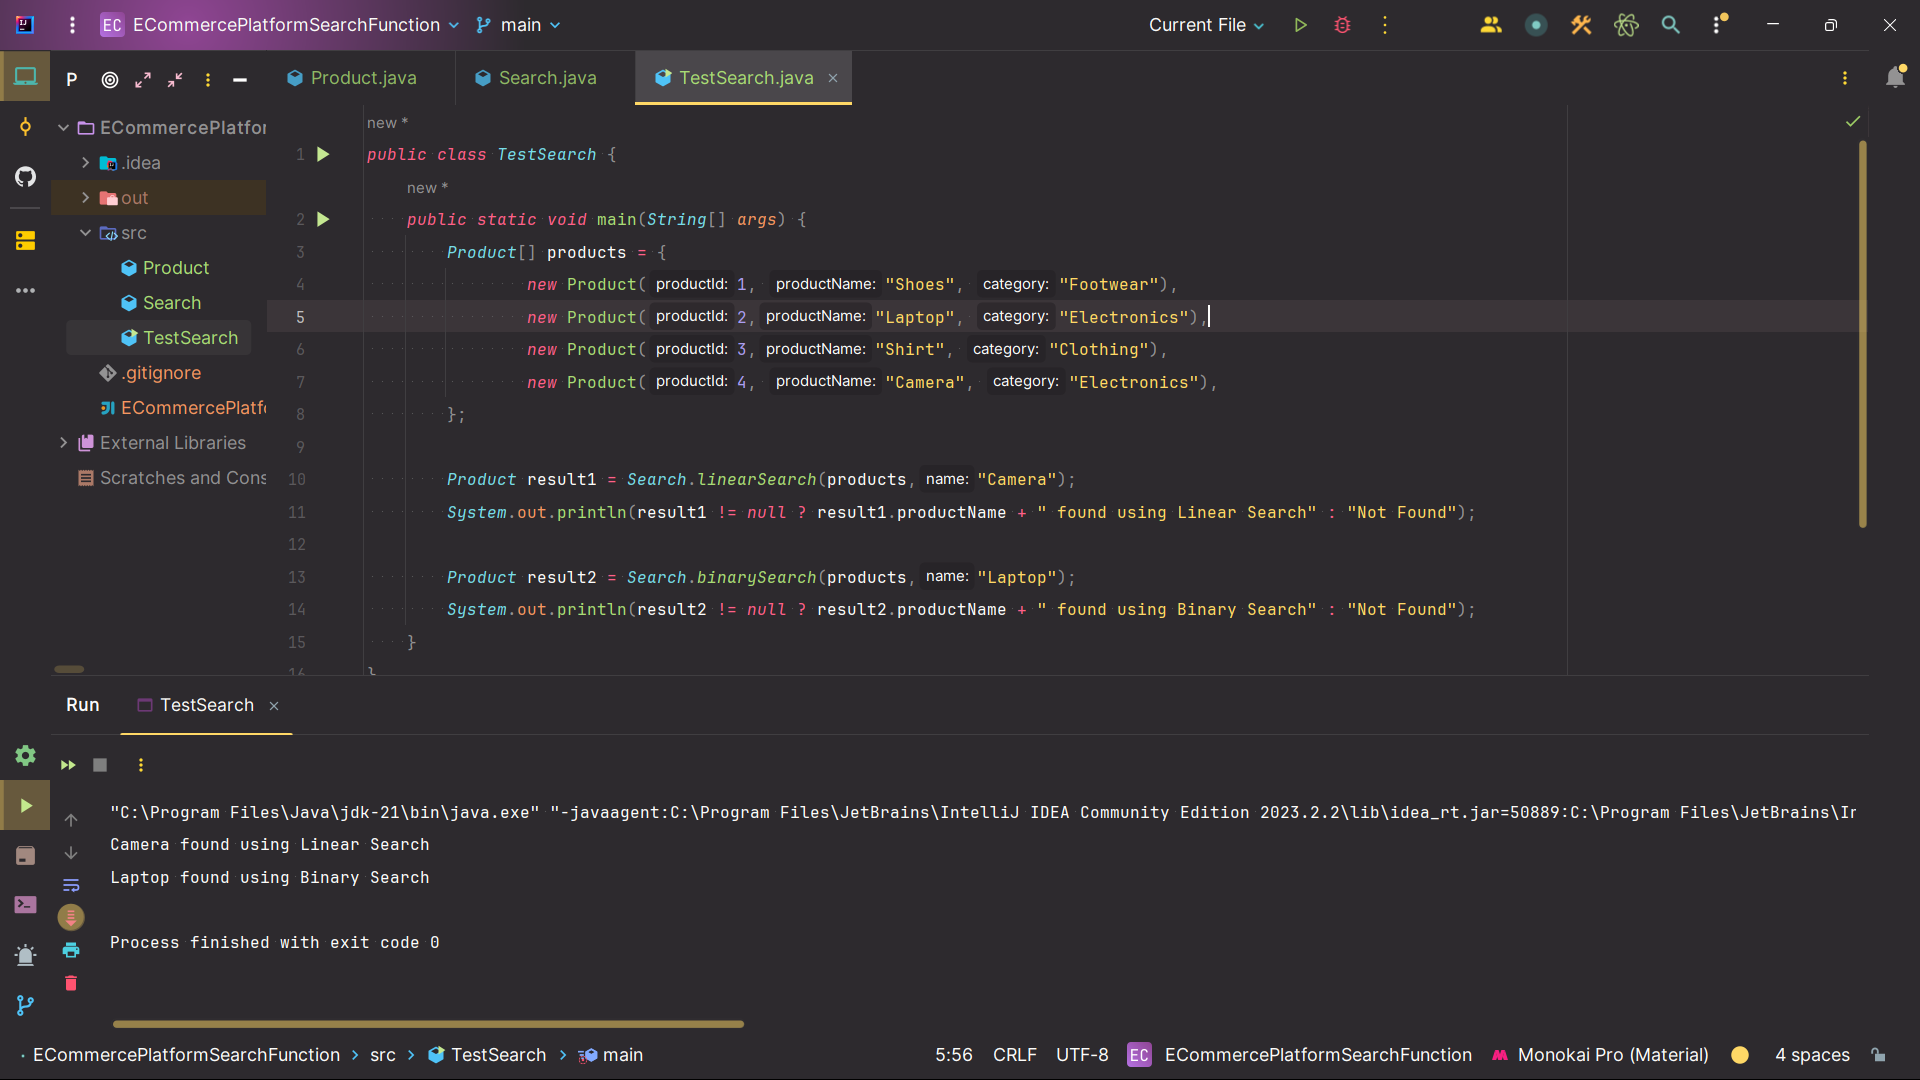 EC ECommercePlatformSearchFunction main Current File
P Product.java Search.java TestSearch.java
ECommercePlatfor
.idea
out
src
Product
Search
TestSearch
.gitignore
ECommercePlatf
External Libraries
Scratches and Cons
new *
1 public class TestSearch {
new *
2 public static void main(String[] args) {
3 Product[] products = {
4 new Product( productId: 1, productName: "Shoes", category: "Footwear"),
5 new Product( productId: 2, productName: "Laptop", category: "Electronics"),
6 new Product( productId: 3, productName: "Shirt", category: "Clothing"),
7 new Product( productId: 4, productName: "Camera", category: "Electronics"),
8 };
9
10 Product result1 = Search.linearSearch(products, name: "Camera");
11 System.out.println(result1 != null ? result1.productName + " found using Linear Search" : "Not Found");
12
13 Product result2 = Search.binarySearch(products, name: "Laptop");
14 System.out.println(result2 != null ? result2.productName + " found using Binary Search" : "Not Found");
15 }
16 }
Run TestSearch
"C:\Program Files\Java\jdk-21\bin\java.exe" "-javaagent:C:\Program Files\JetBrains\IntelliJ IDEA Community Edition 2023.2.2\lib\idea_rt.jar=50889:C:\Program Files\JetBrains\In
Camera found using Linear Search
Laptop found using Binary Search
Process finished with exit code 0
ECommercePlatformSearchFunction > src > TestSearch > main 5:56 CRLF UTF-8 EC ECommercePlatformSearchFunction Monokai Pro (Material) 4 spaces